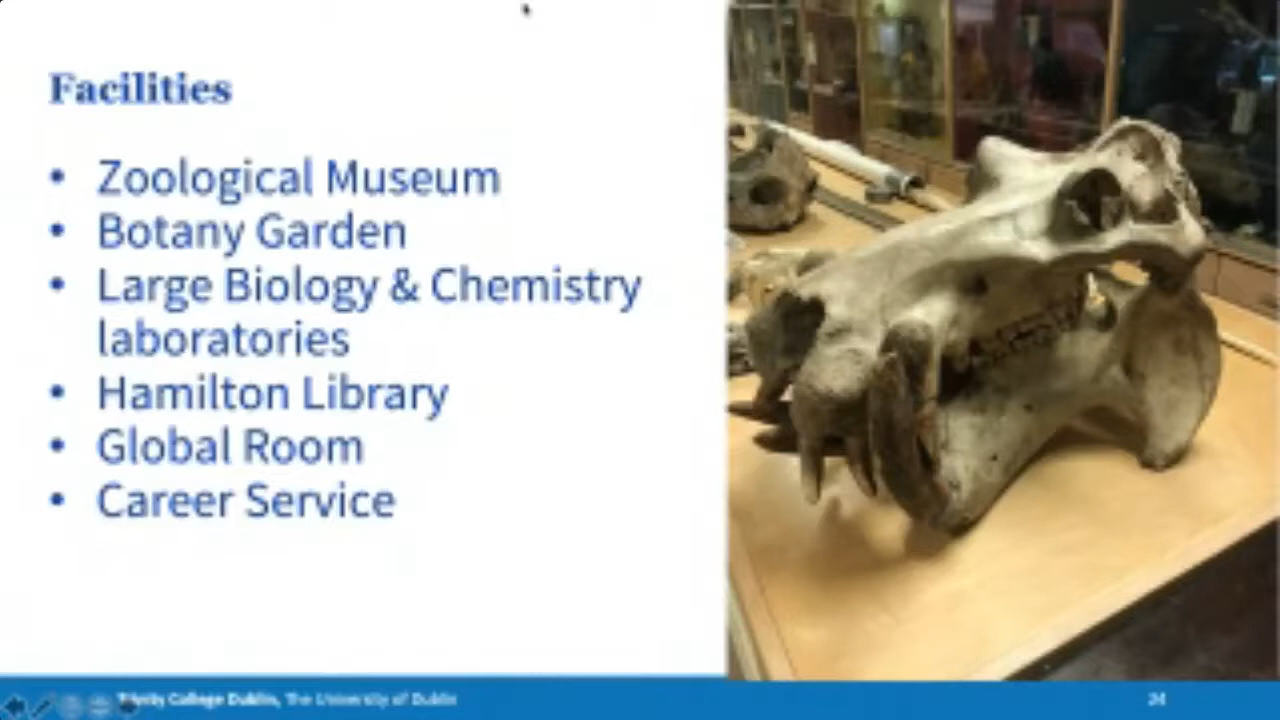 Facilities
• Zoological Museum
• Botany Garden
• Large Biology & Chemistry
laboratories
• Hamilton Library
• Global Room
• Career Service
Trinity College Dublin, The University of Dublin
24